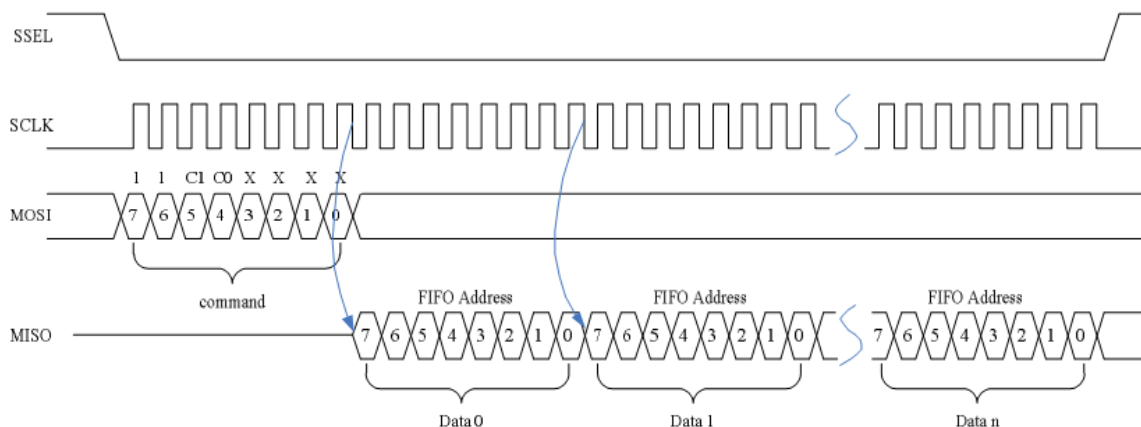 SSEL
SCLK
1 1 C1 C0 X X X X
MOSI 7 6 5 4 3 2 1 0
command
FIFO Address FIFO Address FIFO Address
MISO 7 6 5 4 3 2 1 0 7 6 5 4 3 2 1 0 7 6 5 4 3 2 1 0
Data 0 Data 1 Data n